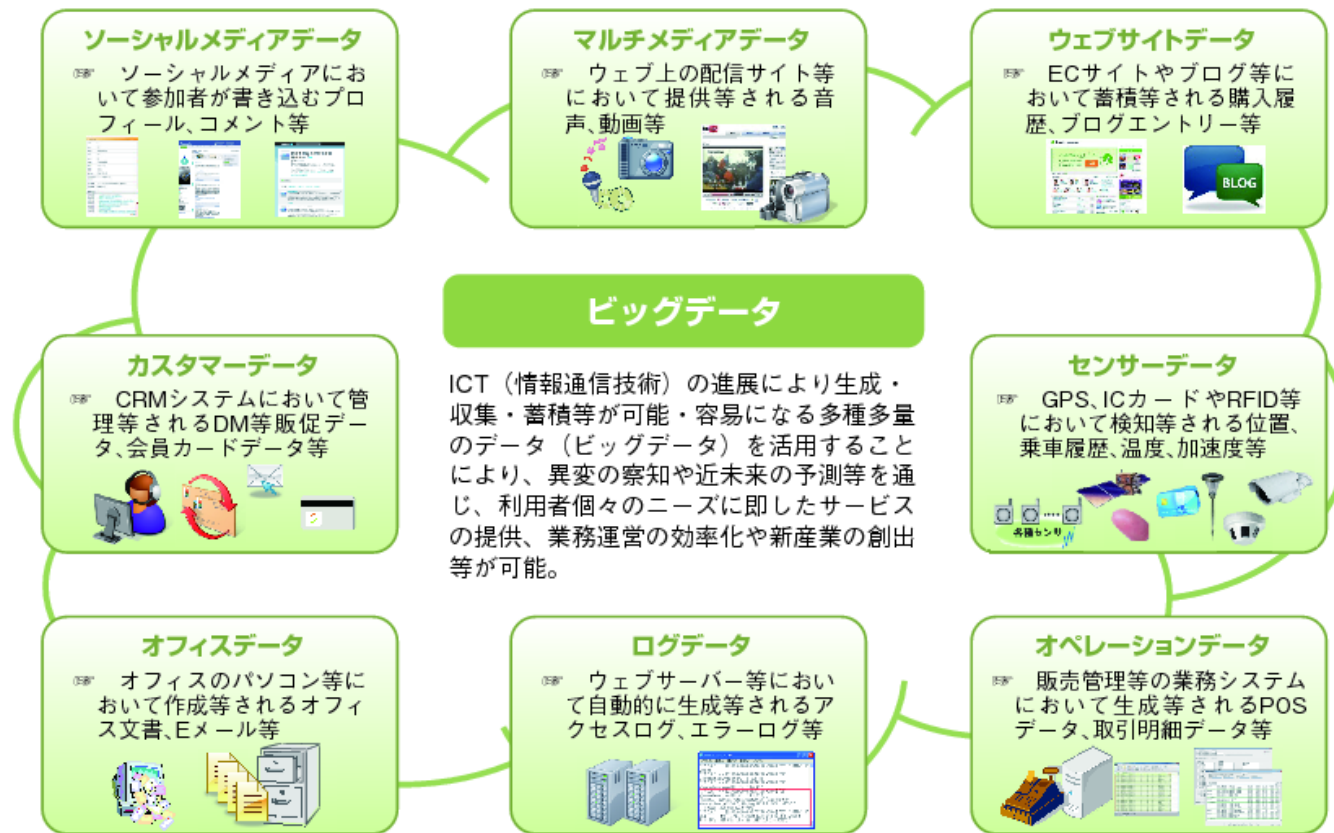 ソーシャルメディアデータ
☞ ソーシャルメディアにお
いて参加者が書き込むプロ
フィール、コメント等
マルチメディアデータ
☞ ウェブ上の配信サイト等
において提供等される音
声、動画等
ウェブサイトデータ
☞ ECサイトやブログ等に
おいて蓄積等される購入履
歴、ブログエントリー等
BLOG
ビッグデータ
ICT（情報通信技術）の進展により生成・
収集・蓄積等が可能・容易になる多種多量
のデータ（ビッグデータ）を活用すること
により、異変の察知や近未来の予測等を通
じ、利用者個々のニーズに即したサービス
の提供、業務運営の効率化や新産業の創出
等が可能。
カスタマーデータ
☞ CRMシステムにおいて管
理等されるDM等販促デー
タ、会員カードデータ等
センサーデータ
☞ GPS、ICカードやRFID等
において検知等される位置、
乗車履歴、温度、加速度等
各種センサ
オフィスデータ
☞ オフィスのパソコン等に
おいて作成等されるオフィ
ス文書、Eメール等
ログデータ
☞ ウェブサーバー等におい
て自動的に生成等されるア
クセスログ、エラーログ等
オペレーションデータ
☞ 販売管理等の業務システム
において生成等されるPOS
データ、取引明細データ等